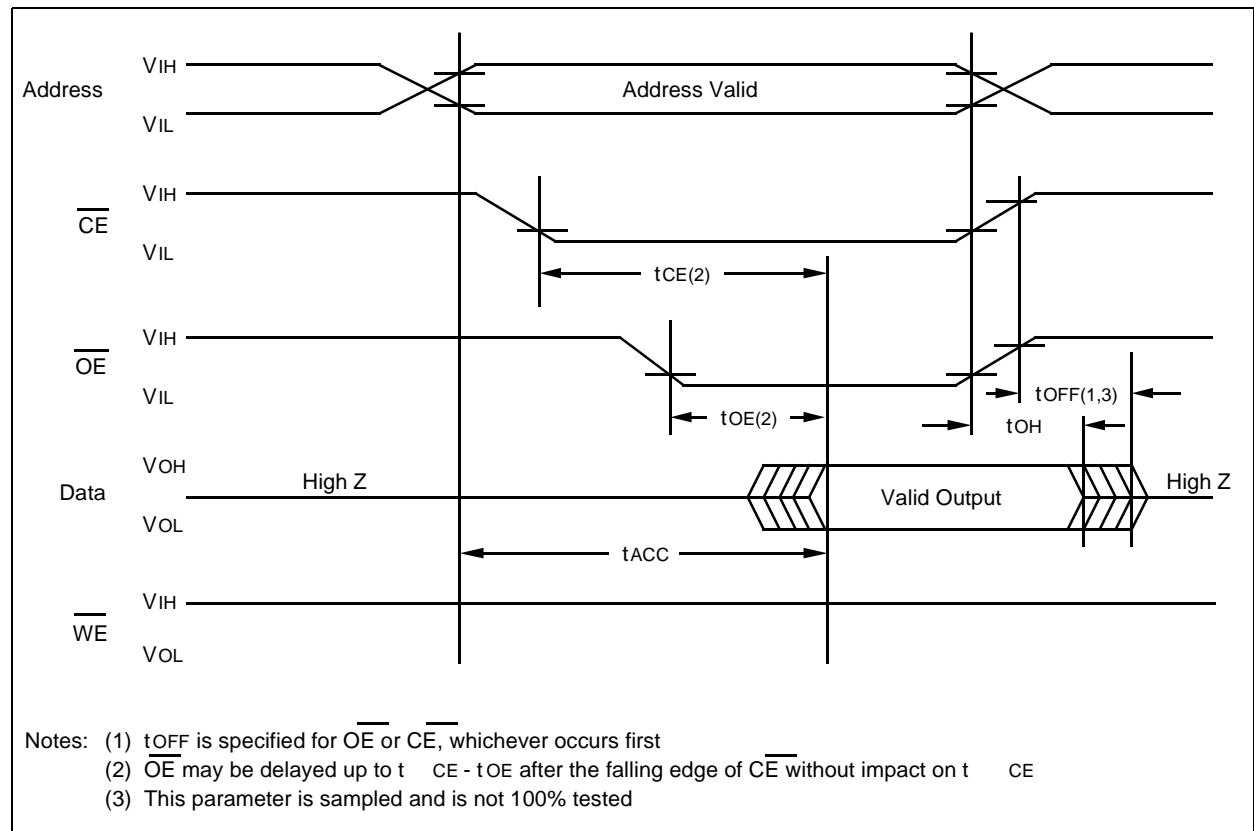 VIH
Address
Address Valid
VIL
VIH
CE
VIL
tCE(2)
VIH
OE
VIL
tOFF(1,3)
tOE(2)
tOH
VOH
High Z
Data
Valid Output
High Z
VOL
tACC
VIH
WE
VOL
Notes: (1) tOFF is specified for OE or CE, whichever occurs first
(2) OE may be delayed up to t CE - tOE after the falling edge of CE without impact on t CE
(3) This parameter is sampled and is not 100% tested